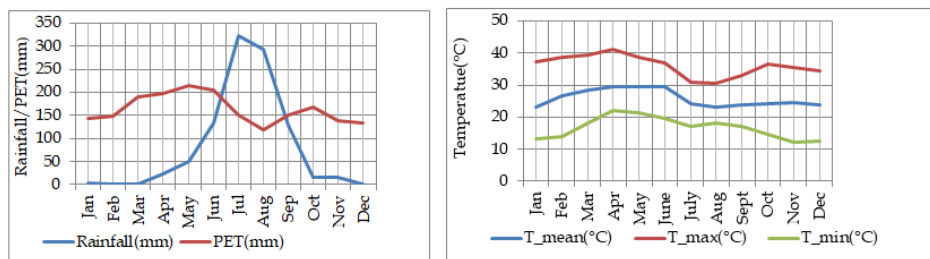 Rainfall/PET(mm)
350
300
250
200
150
100
50
0
Jan
Feb
Mar
Apr
May
Jun
Jul
Aug
Sep
Oct
Nov
Dec
Rainfall(mm) PET(mm)
Temperatue(°C)
50
40
30
20
10
0
Jan
Feb
Mar
Apr
May
June
July
Aug
Sept
Oct
Nov
Dec
T_mean(°C) T_max(°C) T_min(°C)